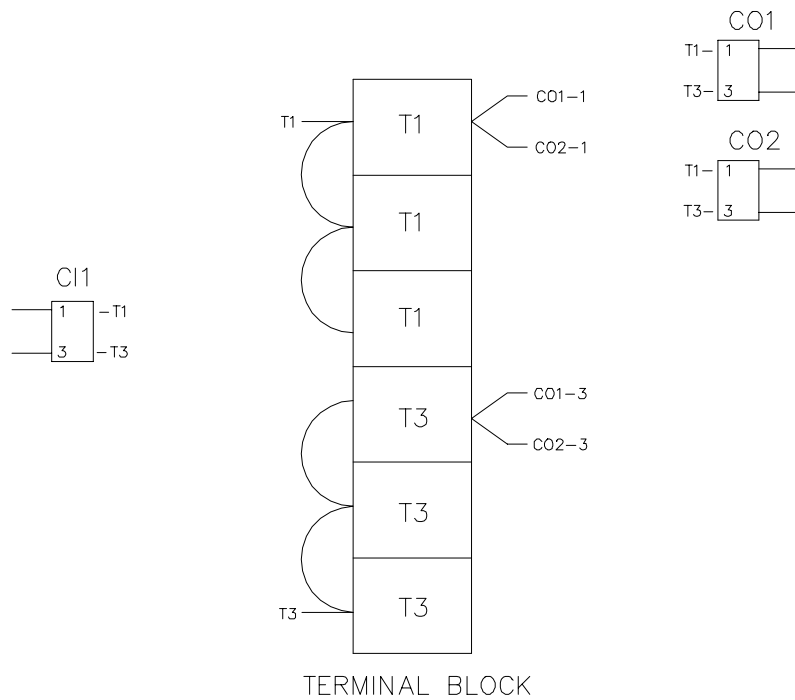 CO1
T1- 1
T3- 3
CO2
T1- 1
T3- 3
T1
T1
CO1-1
CO2-1
T1
T1
CI1
1 -T1
3 -T3
T3
CO1-3
CO2-3
T3
T3
T3
TERMINAL BLOCK